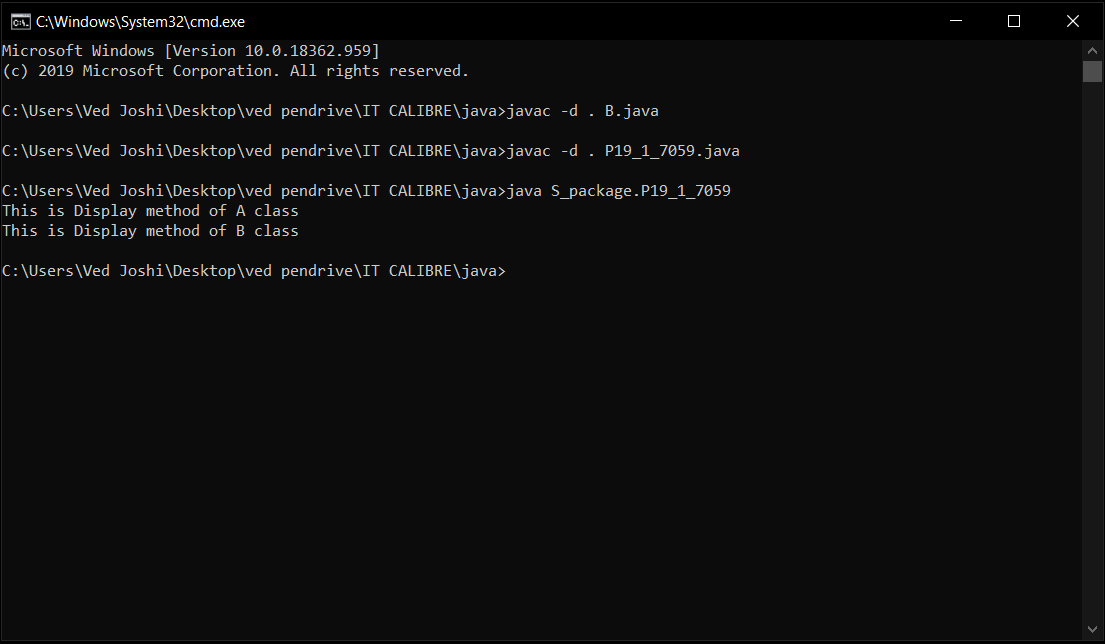 C:\Windows\System32\cmd.exe
Microsoft Windows [Version 10.0.18362.959]
(c) 2019 Microsoft Corporation. All rights reserved.
C:\Users\Ved Joshi\Desktop\ved pendrive\IT CALIBRE\java>javac -d . B.java
C:\Users\Ved Joshi\Desktop\ved pendrive\IT CALIBRE\java>javac -d . P19_1_7059.java
C:\Users\Ved Joshi\Desktop\ved pendrive\IT CALIBRE\java>java S_package.P19_1_7059
This is Display method of A class
This is Display method of B class
C:\Users\Ved Joshi\Desktop\ved pendrive\IT CALIBRE\java>